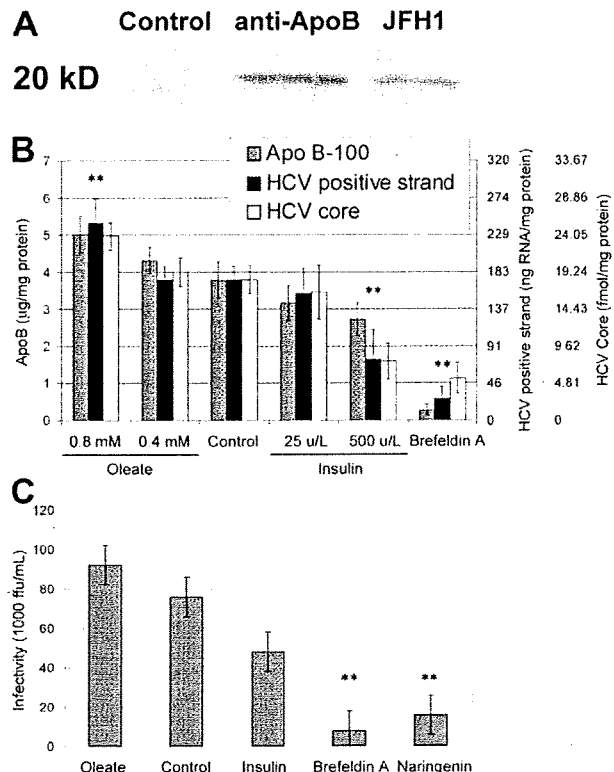 A
Control anti-ApoB JFH1
20 kD
B
Apo B-100
HCV positive strand
HCV core
ApoB (µg/mg protein)
7
6
5
4
3
2
1
0
**
**
**
320
274
229
183
137
91
46
0
HCV positive strand (ng RNA/mg protein)
33.67
28.86
24.05
19.24
14.43
9.62
4.81
0
HCV Core (fmol/mg protein)
0.8 mM 0.4 mM Control 25 u/L 500 u/L Brefeldin A
Oleate Insulin
C
Infectivity (1000 ffu/mL)
120
100
80
60
40
20
0
** **
Oleate Control Insulin Brefeldin A Naringenin